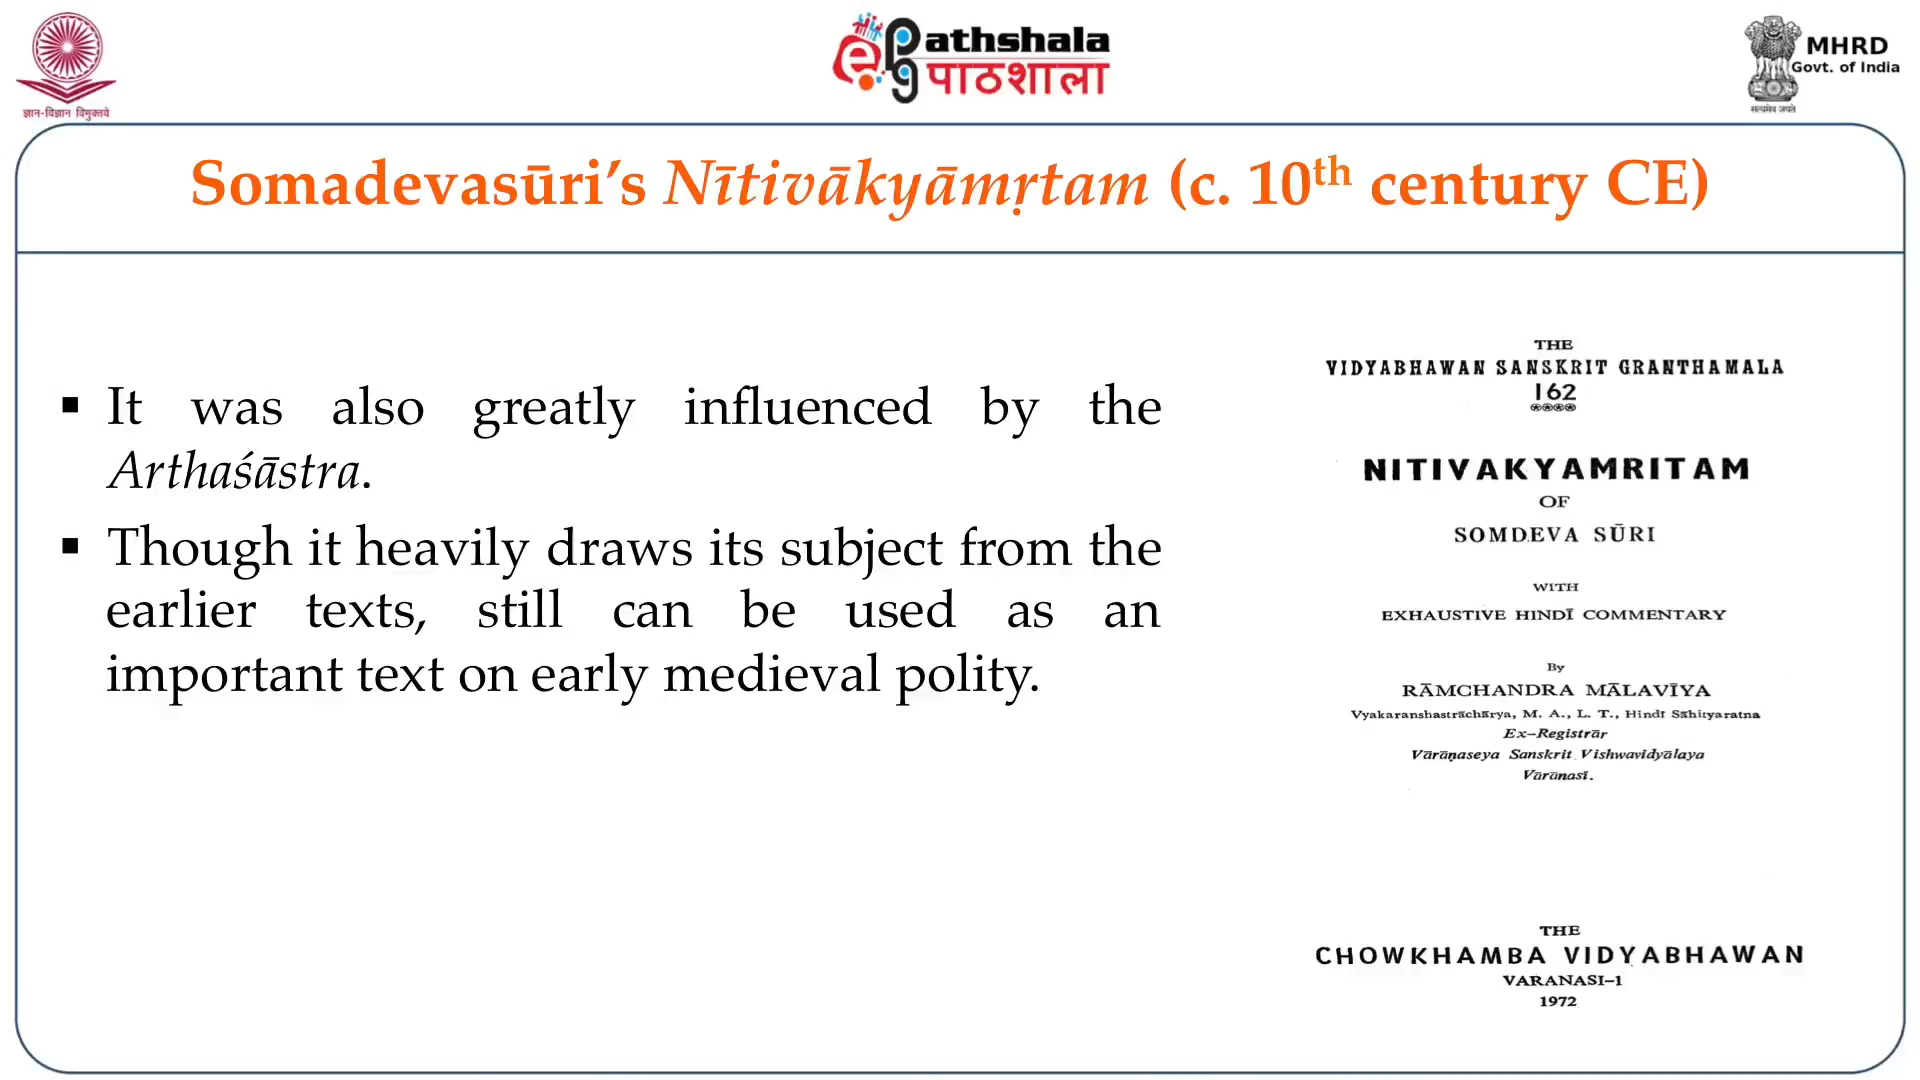 ज्ञान-विज्ञान विमुक्तये
ePG Pathshala
पाठशाला
MHRD
Govt. of India
सत्यमेव जयते
Somadevasūri’s Nītivākyāmṛtam (c. 10th century CE)
▪ It was also greatly influenced by the
Arthaśāstra.
▪ Though it heavily draws its subject from the
earlier texts, still can be used as an
important text on early medieval polity.
THE
VIDYABHAWAN SANSKRIT GRANTHAMALA
162
NITIVAKYAMRITAM
OF
SOMDEVA SŪRI
WITH
EXHAUSTIVE HINDĪ COMMENTARY
By
RĀMCHANDRA MĀLAVĪYA
Vyakaranshastrāchārya, M. A., L. T., Hindī Sāhityaratna
Ex-Registrār
Vārāṇaseya Sanskrit Vishwavidyālaya
Vārānasī.
THE
CHOWKHAMBA VIDYABHAWAN
VARANASI-1
1972